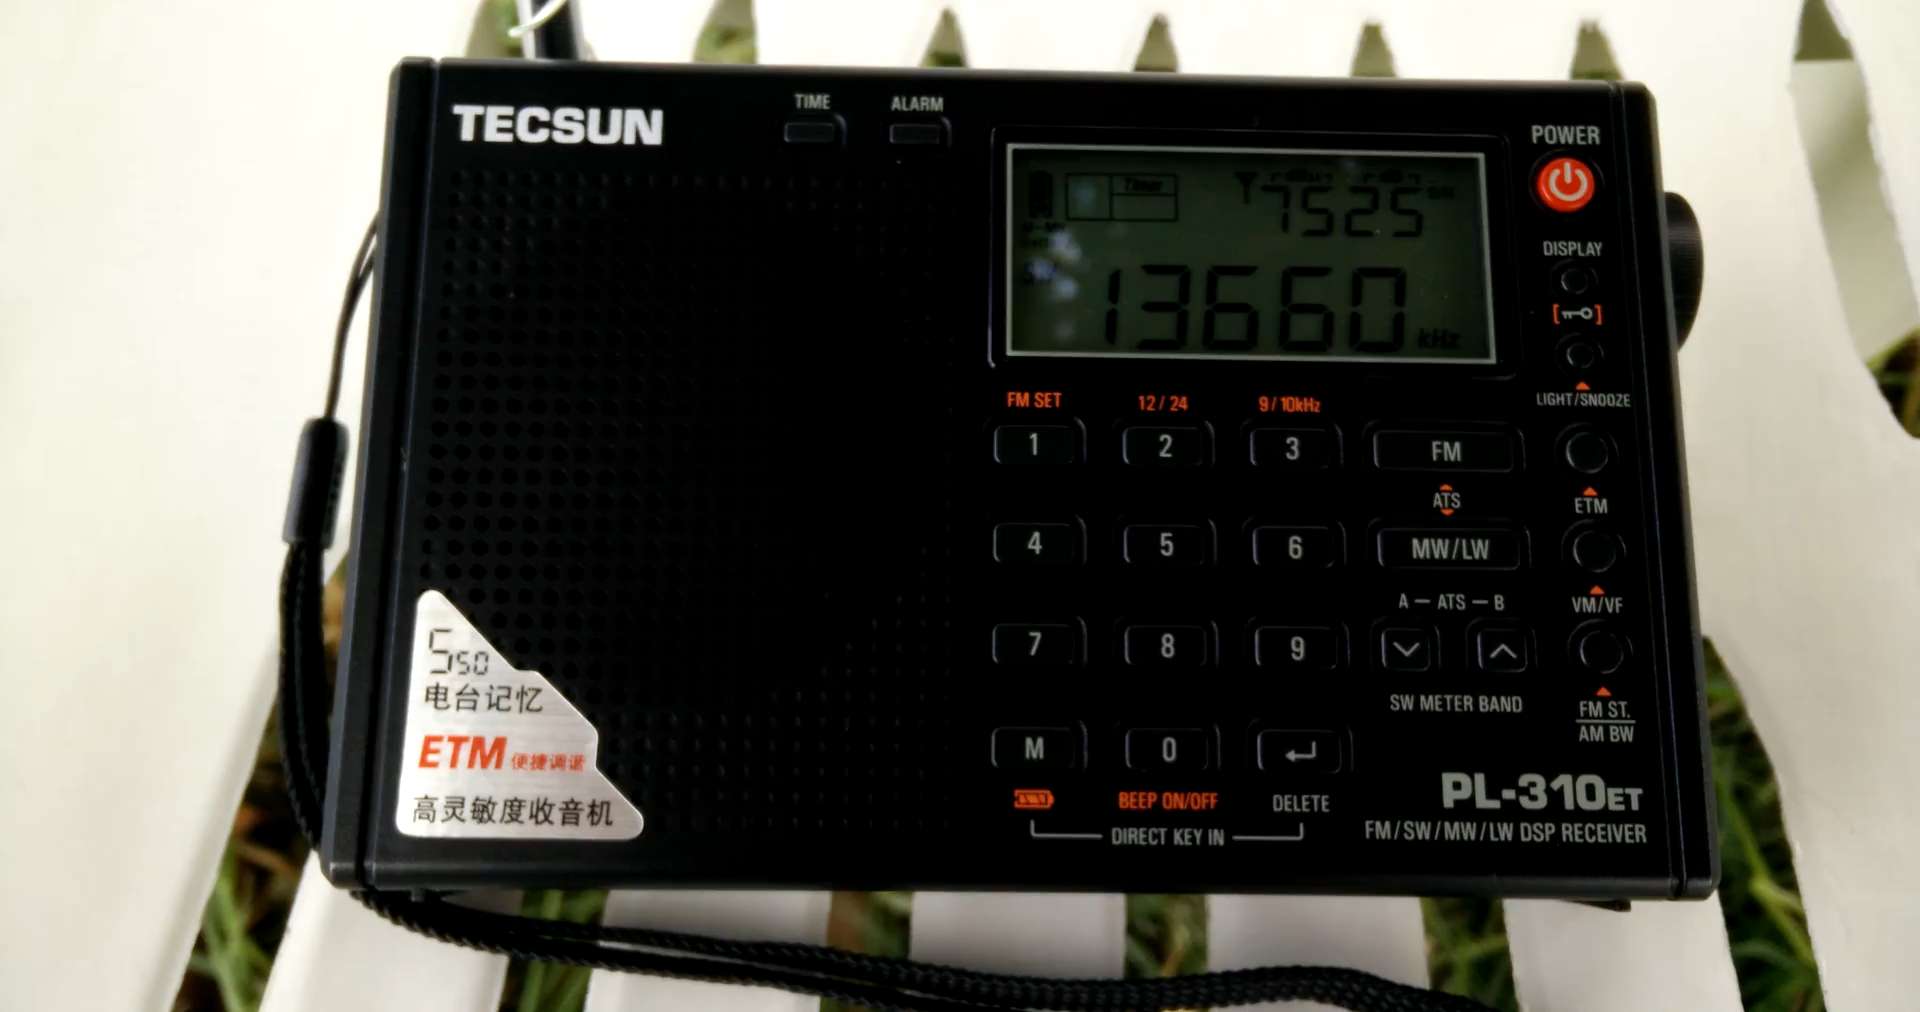 TECSUN
TIME
ALARM
POWER
Timer
7525
13660
kHz
DISPLAY
LIGHT/SNOOZE
FM SET
12/24
9/10kHz
1
2
3
FM
ATS
ETM
4
5
6
MW/LW
A — ATS — B
VM/VF
7
8
9
SW METER BAND
FM ST.
AM BW
M
0
BEEP ON/OFF
DELETE
DIRECT KEY IN
PL-310ET
FM/SW/MW/LW DSP RECEIVER
550
电台记忆
ETM 便捷调谐
高灵敏度收音机